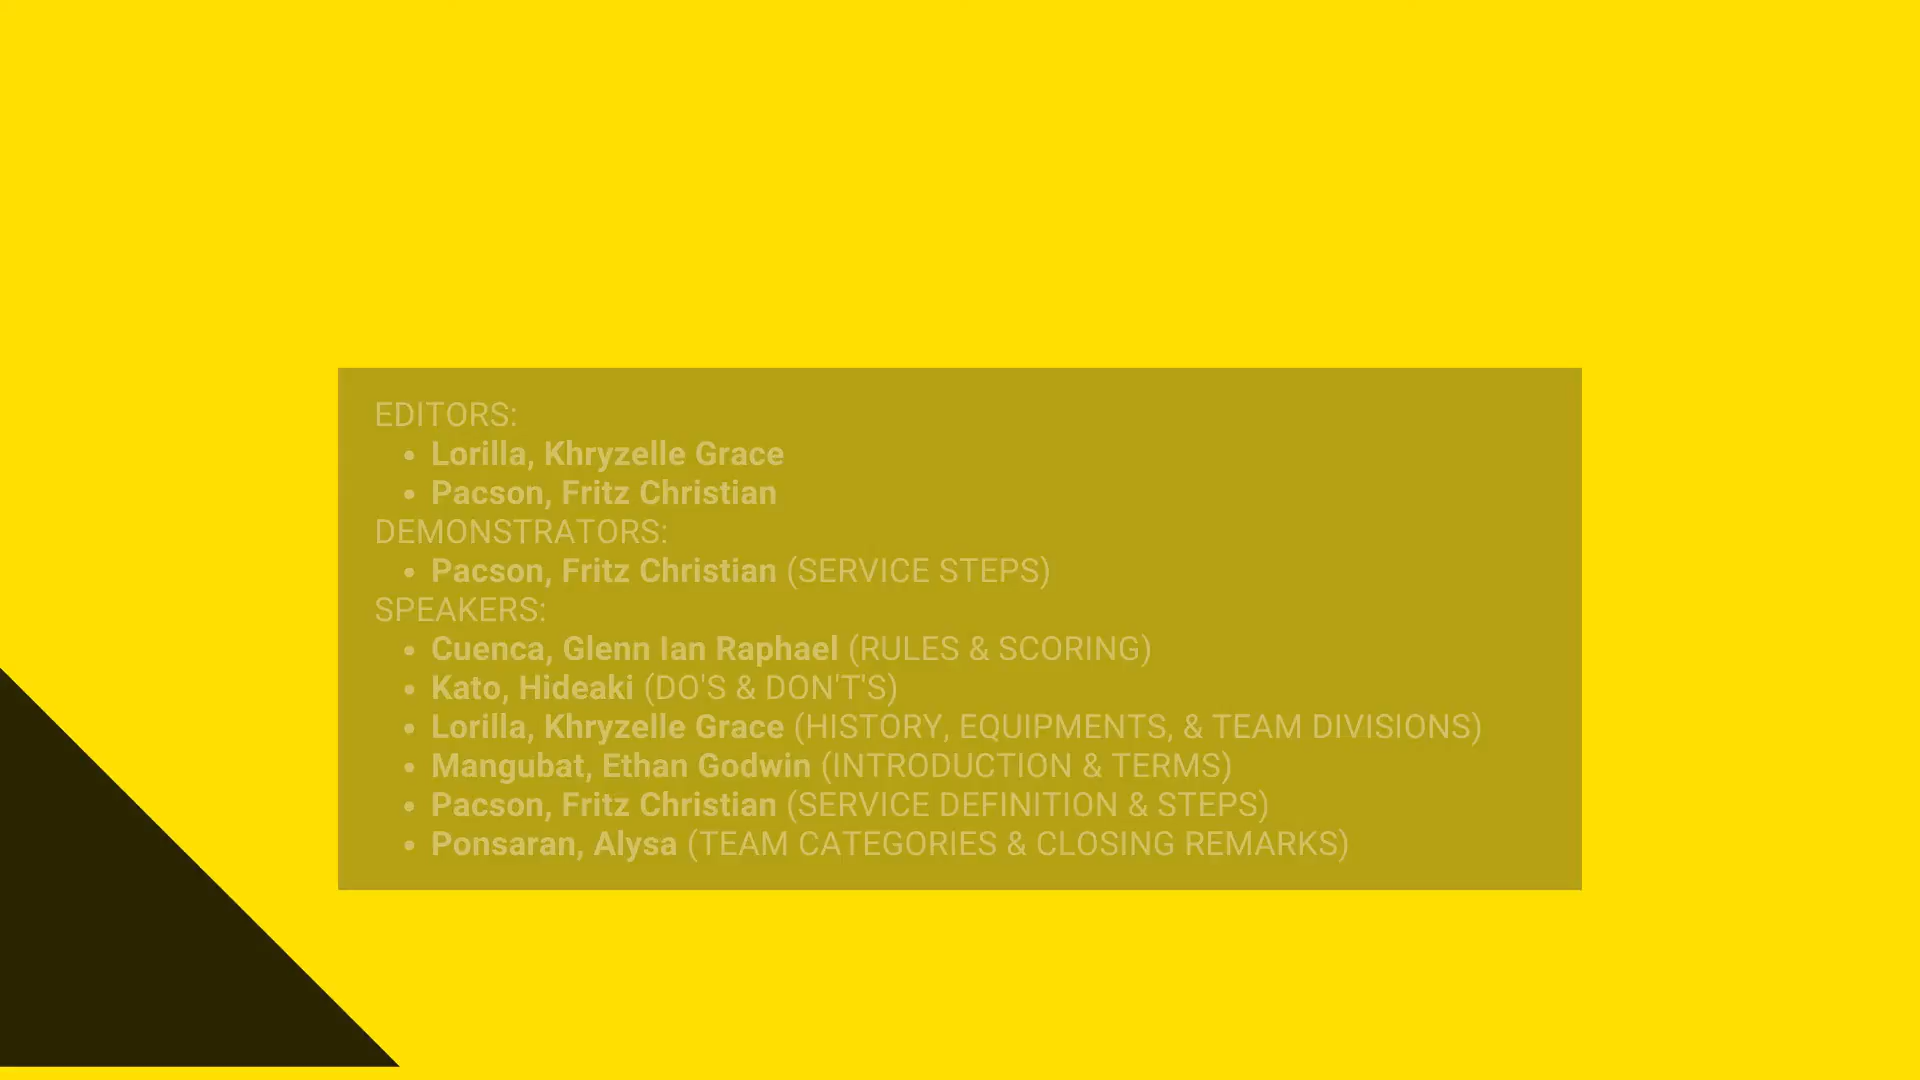 EDITORS:
• Lorilla, Khryzelle Grace
• Pacson, Fritz Christian
DEMONSTRATORS:
• Pacson, Fritz Christian (SERVICE STEPS)
SPEAKERS:
• Cuenca, Glenn Ian Raphael (RULES & SCORING)
• Kato, Hideaki (DO'S & DON'T'S)
• Lorilla, Khryzelle Grace (HISTORY, EQUIPMENTS, & TEAM DIVISIONS)
• Mangubat, Ethan Godwin (INTRODUCTION & TERMS)
• Pacson, Fritz Christian (SERVICE DEFINITION & STEPS)
• Ponsaran, Alysa (TEAM CATEGORIES & CLOSING REMARKS)